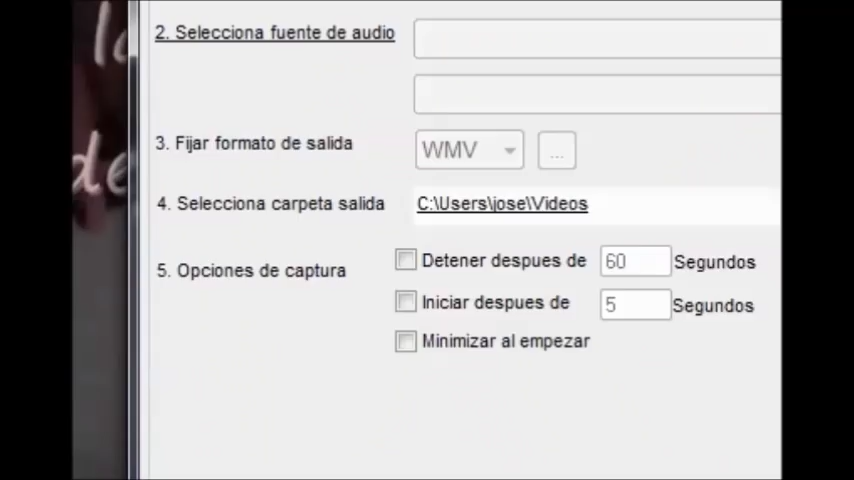 2. Selecciona fuente de audio
3. Fijar formato de salida
WMV
...
4. Selecciona carpeta salida
C:\Users\jose\Videos
5. Opciones de captura
Detener despues de 60 Segundos
Iniciar despues de 5 Segundos
Minimizar al empezar